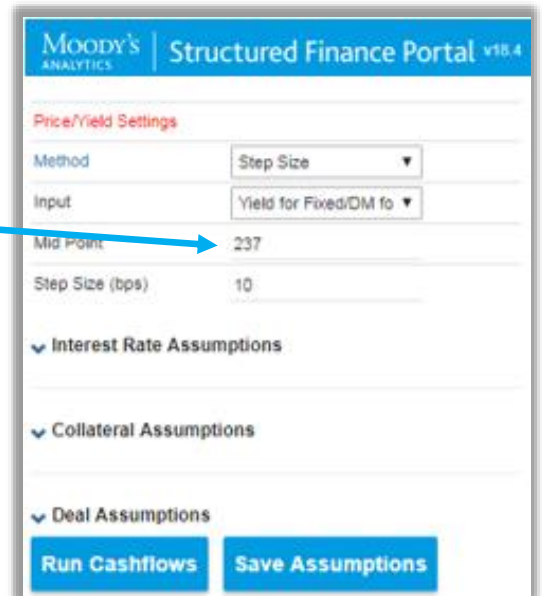 MOODY'S ANALYTICS | Structured Finance Portal v18.4
Price/Yield Settings
Method Step Size
Input Yield for Fixed/DM fo
Mid Point 237
Step Size (bps) 10
Interest Rate Assumptions
Collateral Assumptions
Deal Assumptions
Run Cashflows Save Assumptions